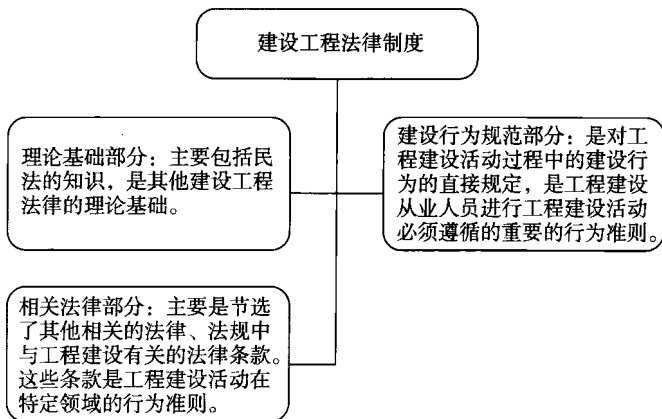 建设工程法律制度
理论基础部分：主要包括民
法的知识，是其他建设工程
法律的理论基础。
建设行为规范部分：是对工
程建设活动过程中的建设行
为的直接规定，是工程建设
从业人员进行工程建设活动
必须遵循的重要的行为准则。
相关法律部分：主要是节选
了其他相关的法律、法规中
与工程建设有关的法律条款。
这些条款是工程建设活动在
特定领域的行为准则。